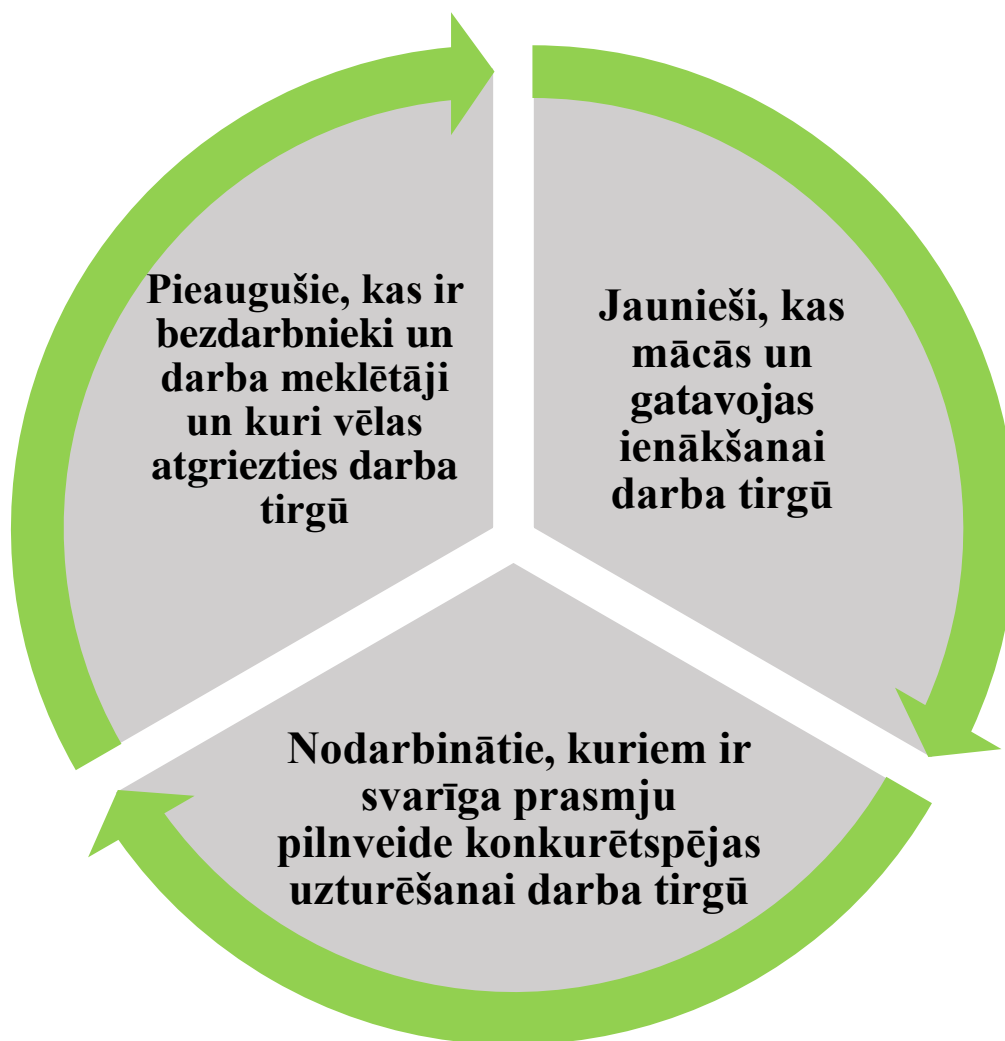 Pieaugušie, kas ir
bezdarbnieki un
darba meklētāji
un kuri vēlas
atgriezties darba
tirgū
Jaunieši, kas
mācās un
gatavojas
ienākšanai
darba tirgū
Nodarbinātie, kuriem ir
svarīga prasmju
pilnveide konkurētspējas
uzturēšanai darba tirgū